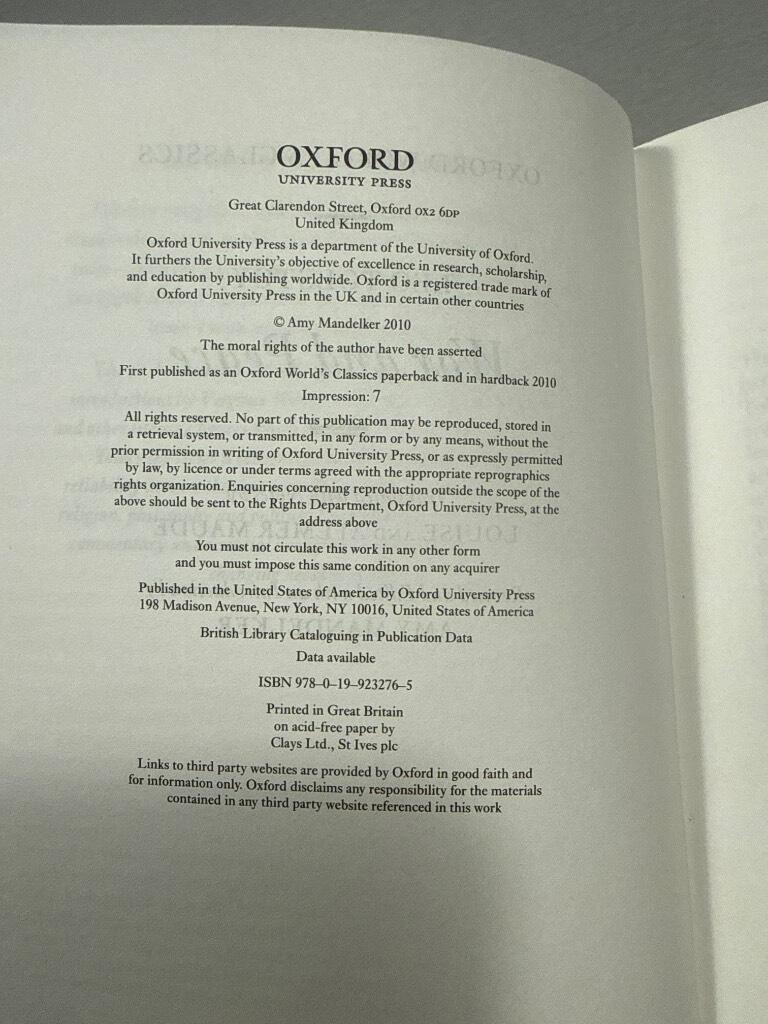 OXFORD
UNIVERSITY PRESS
Great Clarendon Street, Oxford OX2 6DP
United Kingdom
Oxford University Press is a department of the University of Oxford.
It furthers the University's objective of excellence in research, scholarship,
and education by publishing worldwide. Oxford is a registered trade mark of
Oxford University Press in the UK and in certain other countries
© Amy Mandelker 2010
The moral rights of the author have been asserted
First published as an Oxford World's Classics paperback and in hardback 2010
Impression: 7
All rights reserved. No part of this publication may be reproduced, stored in
a retrieval system, or transmitted, in any form or by any means, without the
prior permission in writing of Oxford University Press, or as expressly permitted
by law, by licence or under terms agreed with the appropriate reprographics
rights organization. Enquiries concerning reproduction outside the scope of the
above should be sent to the Rights Department, Oxford University Press, at the
address above
You must not circulate this work in any other form
and you must impose this same condition on any acquirer
Published in the United States of America by Oxford University Press
198 Madison Avenue, New York, NY 10016, United States of America
British Library Cataloguing in Publication Data
Data available
ISBN 978–0–19–923276–5
Printed in Great Britain
on acid-free paper by
Clays Ltd., St Ives plc
Links to third party websites are provided by Oxford in good faith and
for information only. Oxford disclaims any responsibility for the materials
contained in any third party website referenced in this work